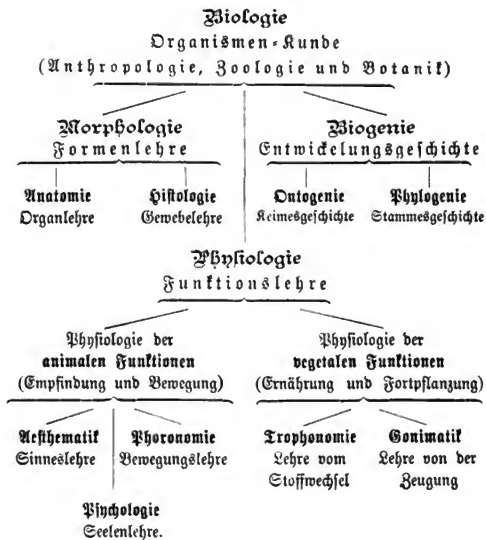 Biologie
Organismen-Kunde
(Anthropologie, Zoologie und Botanik)
Morphologie
Formenlehre
Biogenie
Entwickelungsgeschichte
Anatomie
Organlehre
Histologie
Gewebelehre
Ontogenie
Keimesgeschichte
Phylogenie
Stammesgeschichte
Physiologie
Funktionslehre
Physiologie der
animalen Funktionen
(Empfindung und Bewegung)
Physiologie der
vegetalen Funktionen
(Ernährung und Fortpflanzung)
Aesthematik
Sinneslehre
Phoronomie
Bewegungslehre
Psychologie
Seelenlehre.
Trophonomie
Lehre vom
Stoffwechsel
Gonimatik
Lehre von der
Zeugung